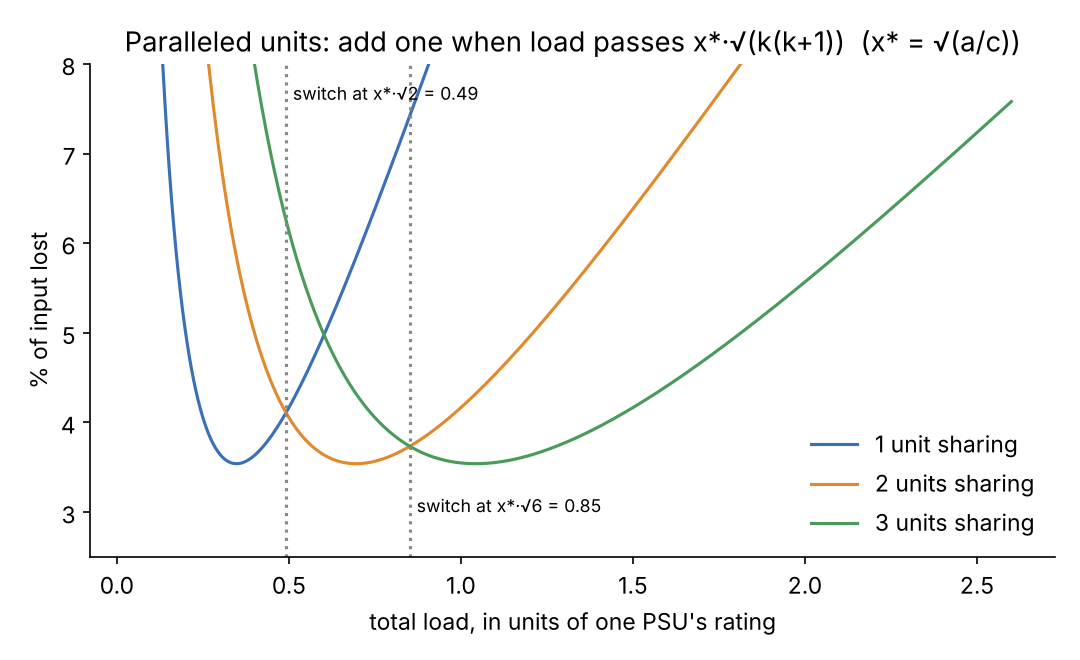 Paralleled units: add one when load passes x*·√(k(k+1))  (x* = √(a/c))
8
7
6
5
4
3
% of input lost
switch at x*·√2 = 0.49
switch at x*·√6 = 0.85
1 unit sharing
2 units sharing
3 units sharing
0.0 0.5 1.0 1.5 2.0 2.5
total load, in units of one PSU's rating